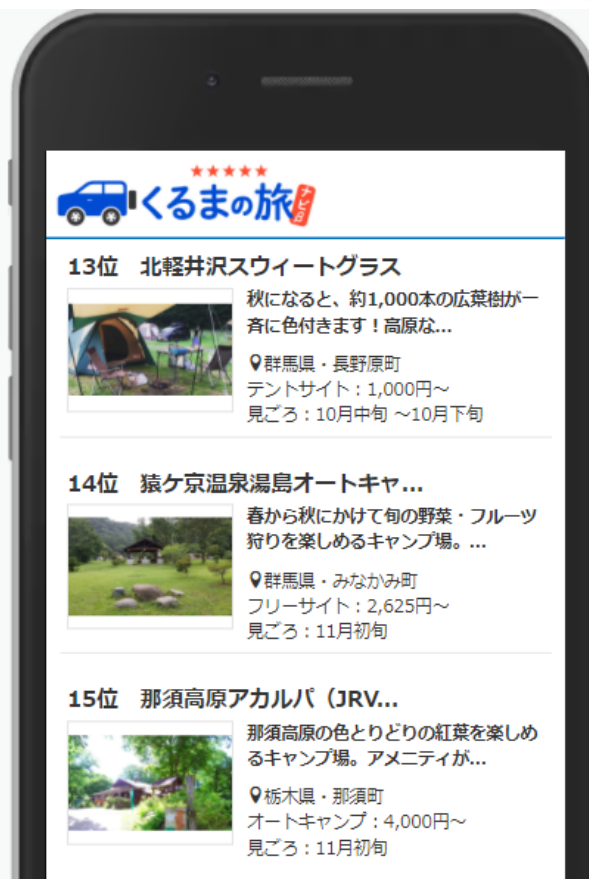 ★★★★★
くるまの旅ナビ
13位 北軽井沢スウィートグラス
秋になると、約1,000本の広葉樹が一
斉に色付きます！高原な...
群馬県・長野原町
テントサイト：1,000円～
見ごろ：10月中旬 ～10月下旬
14位 猿ケ京温泉湯島オートキャ...
春から秋にかけて旬の野菜・フルーツ
狩りを楽しめるキャンプ場。...
群馬県・みなかみ町
フリーサイト：2,625円～
見ごろ：11月初旬
15位 那須高原アカルパ（JRV...
那須高原の色とりどりの紅葉を楽しめ
るキャンプ場。アメニティが...
栃木県・那須町
オートキャンプ：4,000円～
見ごろ：11月初旬